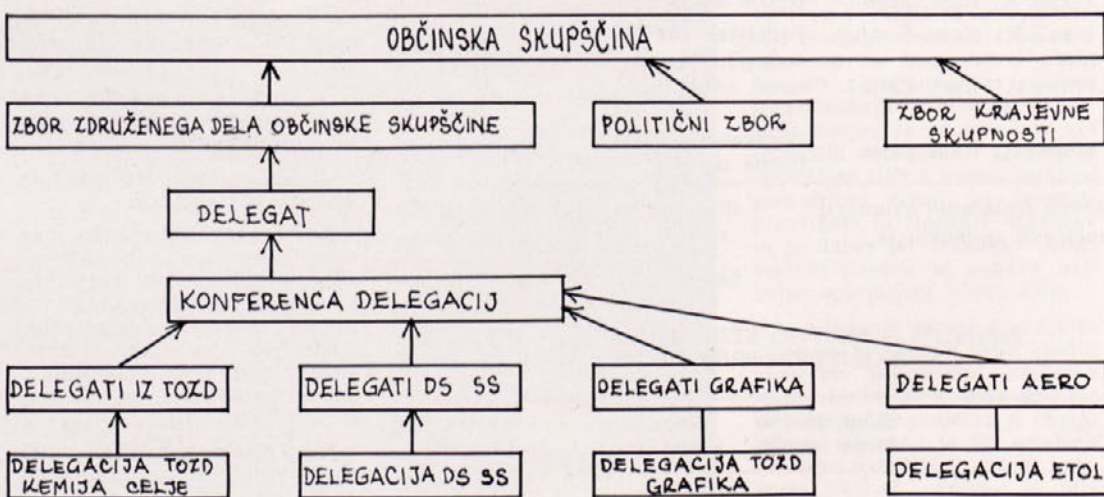 OBČINSKA SKUPŠČINA
ZBOR ZDRUŽENEGA DELA OBČINSKE SKUPŠČINE
POLITIČNI ZBOR
ZBOR KRAJEVNE
SKUPNOSTI
DELEGAT
KONFERENCA DELEGACIJ
DELEGATI IZ TOZD
DELEGATI DS SS
DELEGATI GRAFIKA
DELEGATI AERO
DELEGACIJA TOZD
KEMIJA CELJE
DELEGACIJA DS SS
DELEGACIJA TOZD
GRAFIKA
DELEGACIJA ETOL